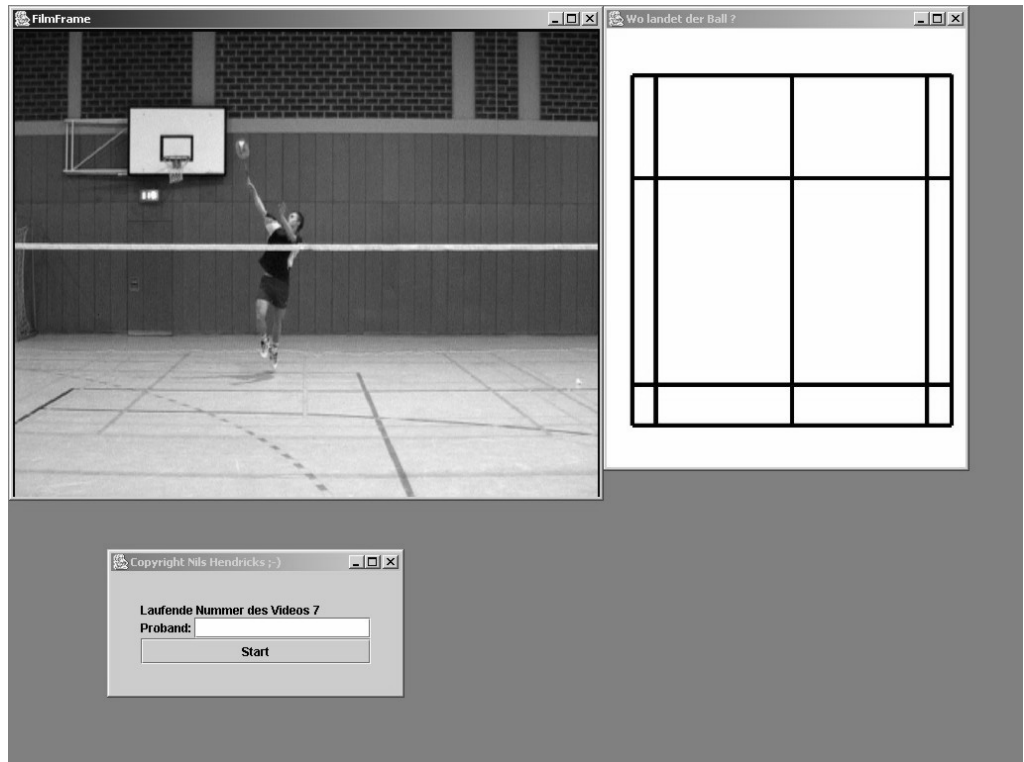 FilmFrame
Wo landet der Ball ?
Copyright Nils Hendricks ;-)
Laufende Nummer des Videos 7
Proband:
Start